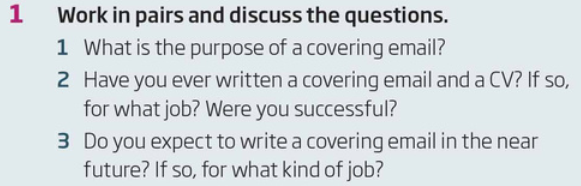 1 Work in pairs and discuss the questions.
1 What is the purpose of a covering email?
2 Have you ever written a covering email and a CV? If so,
for what job? Were you successful?
3 Do you expect to write a covering email in the near
future? If so, for what kind of job?